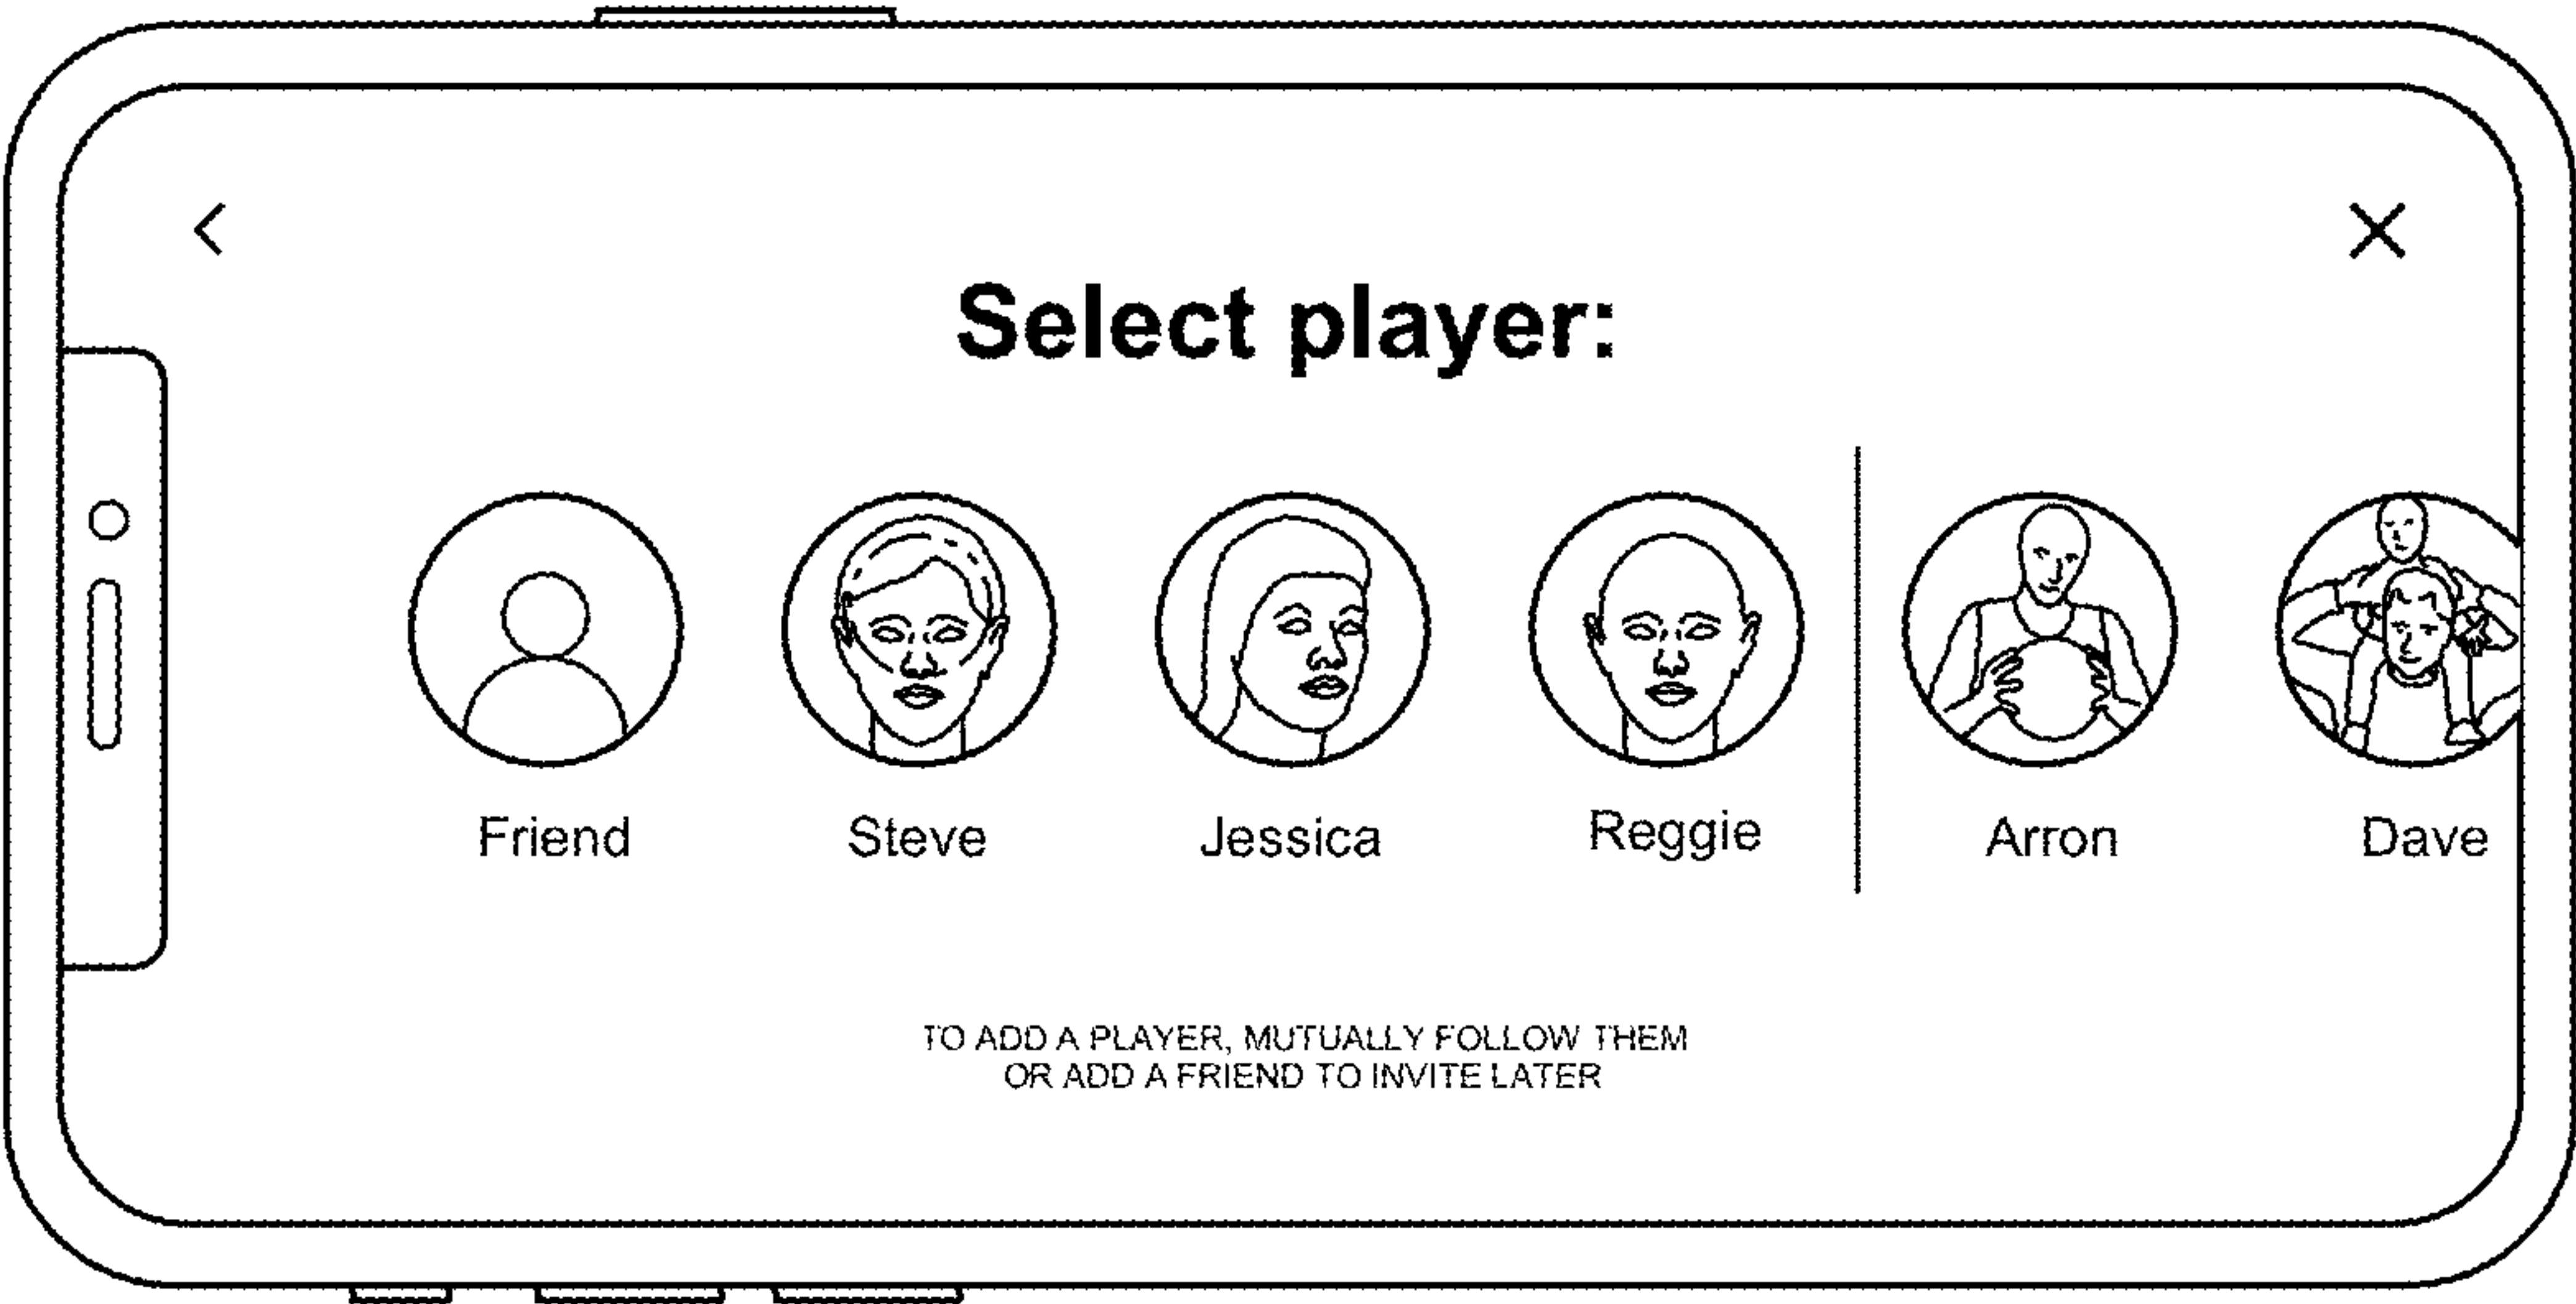 Select player:
Friend
Steve
Jessica
Reggie
Arron
Dave
TO ADD A PLAYER, MUTUALLY FOLLOW THEM
OR ADD A FRIEND TO INVITE LATER